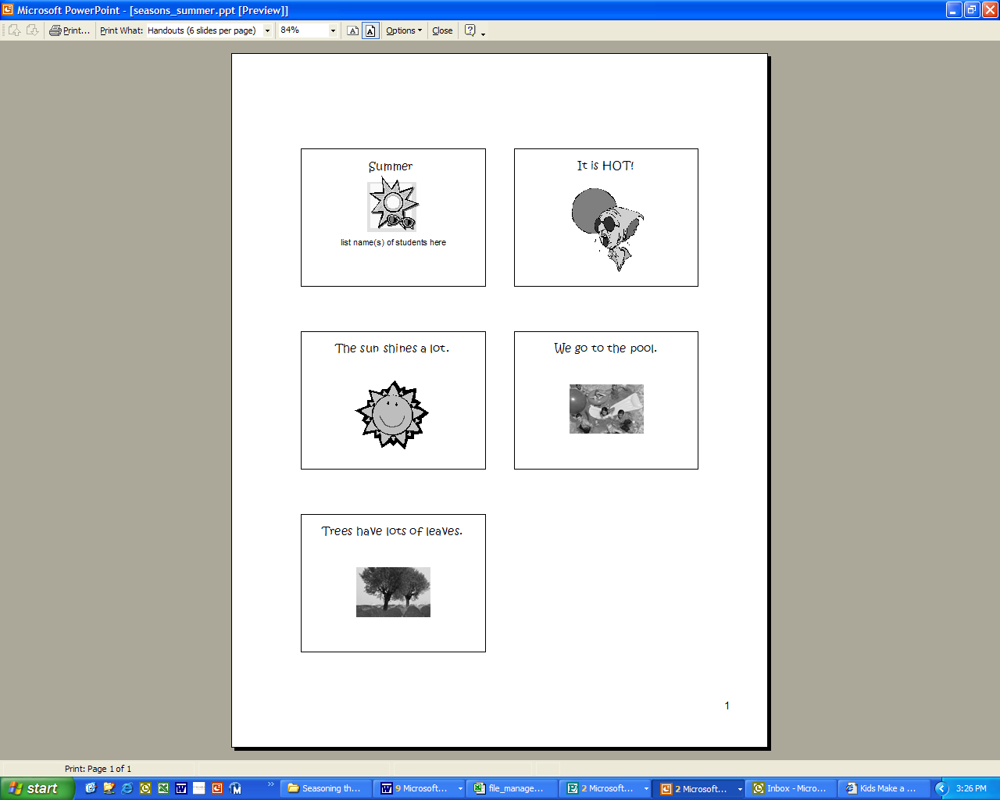 Microsoft PowerPoint - [seasons_summer.ppt [Preview]]
Print... Print What: Handouts (6 slides per page) 84% Options Close
Summer
list name(s) of students here
It is HOT!
The sun shines a lot.
We go to the pool.
Trees have lots of leaves.
1
Print: Page 1 of 1
start Seasoning th... 9 Microsoft... file_manage... 2 Microsoft... 2 Microsoft... Inbox - Micro... Kids Make a ... 3:26 PM